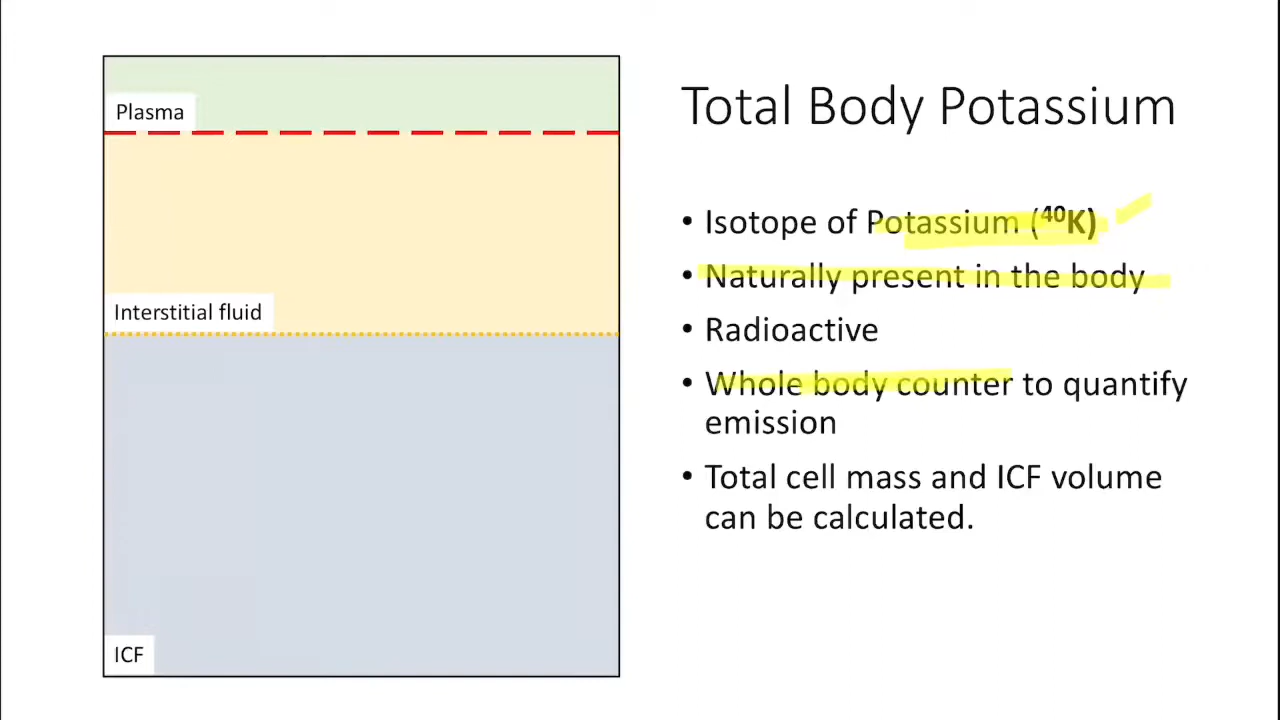 Plasma
Interstitial fluid
ICF
Total Body Potassium
• Isotope of Potassium (⁴⁰K)
• Naturally present in the body
• Radioactive
• Whole body counter to quantify
emission
• Total cell mass and ICF volume
can be calculated.